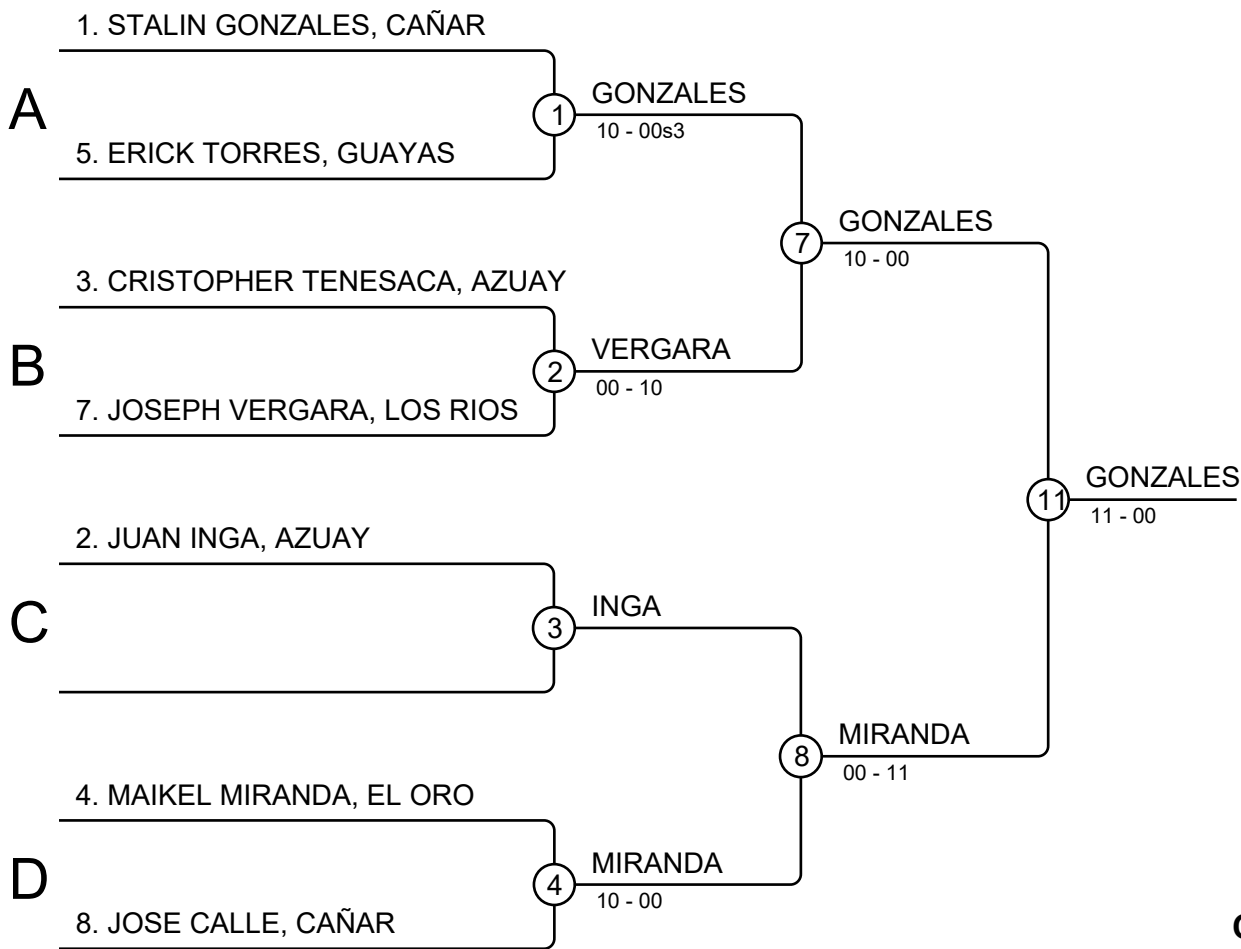 1. STALIN GONZALES, CAÑAR
A
1
GONZALES
10 - 00s3
5. ERICK TORRES, GUAYAS
7
GONZALES
10 - 00
3. CRISTOPHER TENESACA, AZUAY
B
2
VERGARA
00 - 10
7. JOSEPH VERGARA, LOS RIOS
11
GONZALES
11 - 00
2. JUAN INGA, AZUAY
C
3
INGA
8
MIRANDA
00 - 11
4. MAIKEL MIRANDA, EL ORO
D
4
MIRANDA
10 - 00
8. JOSE CALLE, CAÑAR